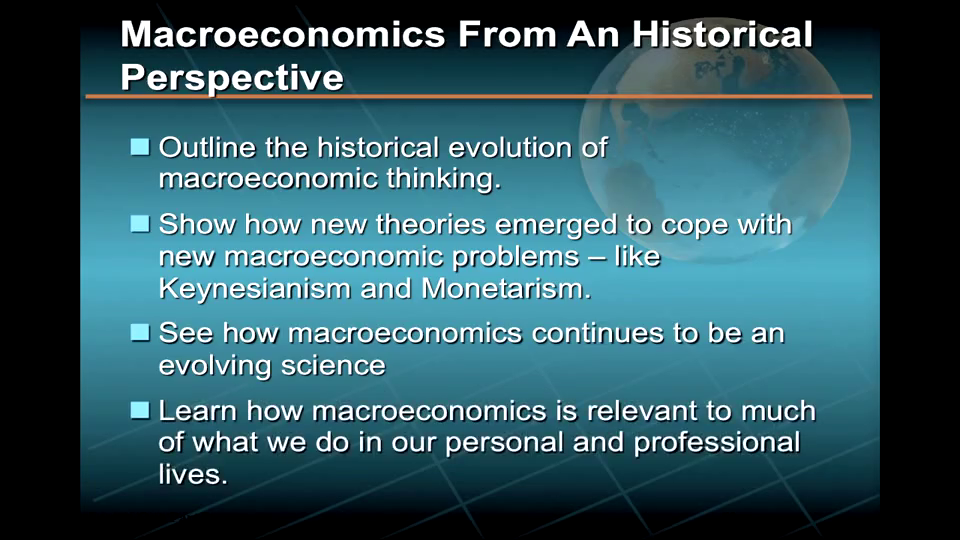 Macroeconomics From An Historical
Perspective
Outline the historical evolution of
macroeconomic thinking.
Show how new theories emerged to cope with
new macroeconomic problems – like
Keynesianism and Monetarism.
See how macroeconomics continues to be an
evolving science
Learn how macroeconomics is relevant to much
of what we do in our personal and professional
lives.